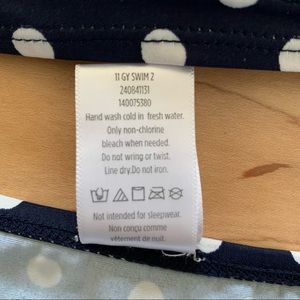 11 GY SWIM 2
240841131
140075380
Hand wash cold in fresh water.
Only non-chlorine
bleach when needed.
Do not wring or twist.
Line dry.Do not iron.
Not intended for sleepwear.
Non conçu comme
vêtement de nuit.